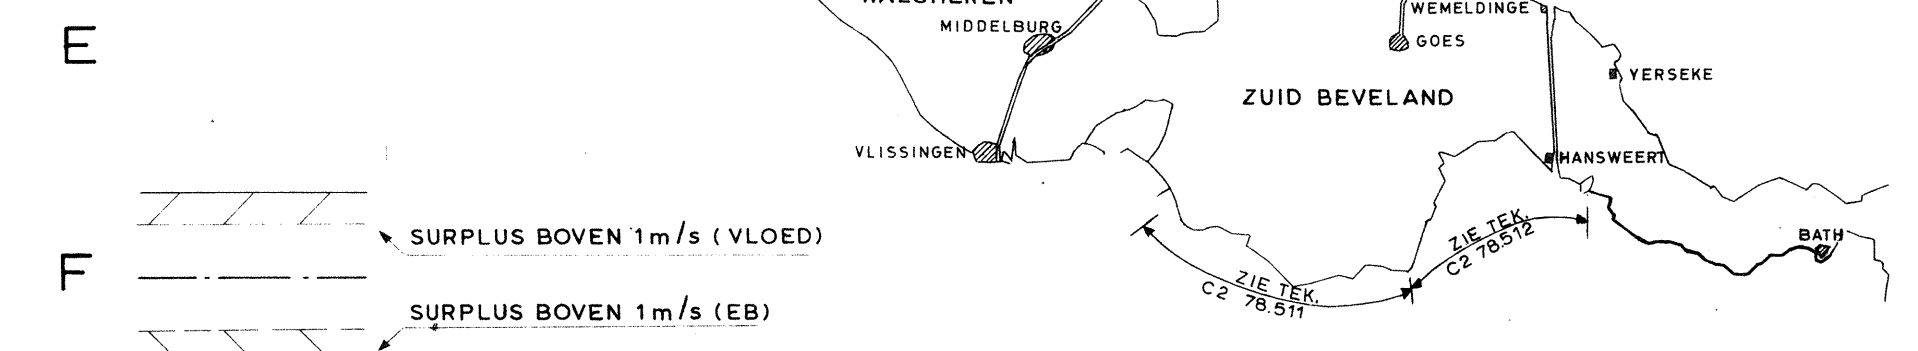 WEMELDINGE
MIDDELBURG
E
GOES
YERSEKE
ZUID BEVELAND
VLISSINGEN
HANSWEERT
SURPLUS BOVEN 1m/s (VLOED)
ZIE TEK.
C2 78.512
BATH
F
ZIE TEK.
C2 78.511
SURPLUS BOVEN 1m/s (EB)